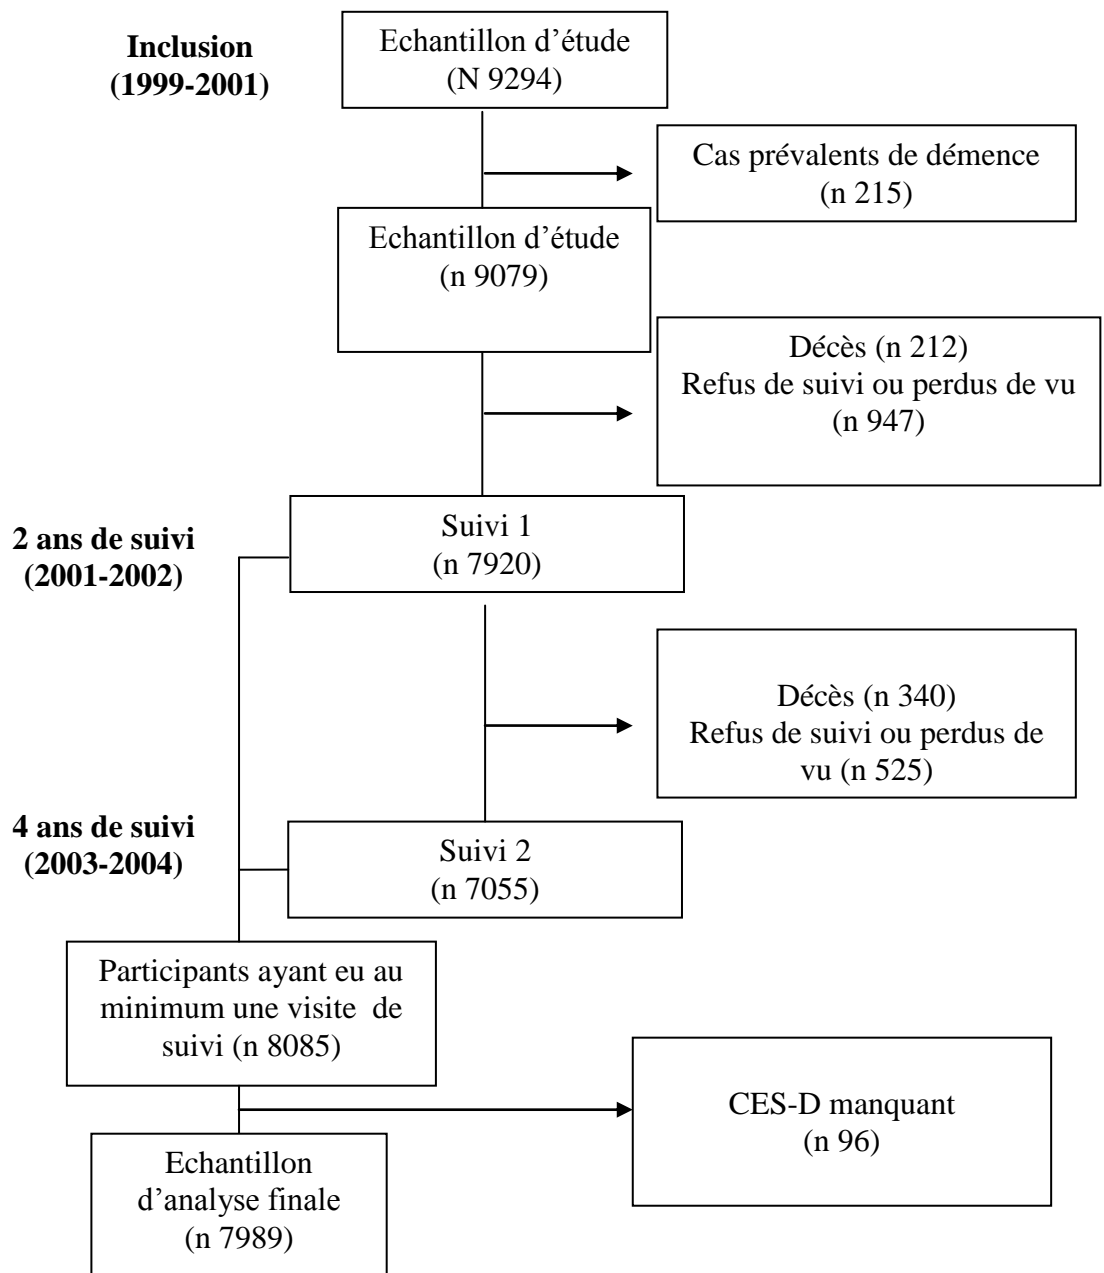 Inclusion
(1999-2001)
Echantillon d’étude
(N 9294)
Cas prévalents de démence
(n 215)
Echantillon d’étude
(n 9079)
Décès (n 212)
Refus de suivi ou perdus de vu
(n 947)
2 ans de suivi
(2001-2002)
Suivi 1
(n 7920)
Décès (n 340)
Refus de suivi ou perdus de
vu (n 525)
4 ans de suivi
(2003-2004)
Suivi 2
(n 7055)
Participants ayant eu au
minimum une visite de
suivi (n 8085)
CES-D manquant
(n 96)
Echantillon
d’analyse finale
(n 7989)